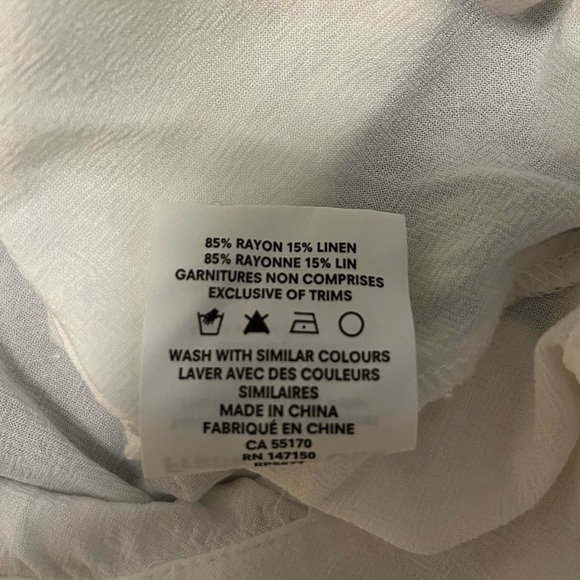 85% RAYON 15% LINEN
85% RAYONNE 15% LIN
GARNITURES NON COMPRISES
EXCLUSIVE OF TRIMS
WASH WITH SIMILAR COLOURS
LAVER AVEC DES COULEURS
SIMILAIRES
MADE IN CHINA
FABRIQUÉ EN CHINE
CA 55170
RN 147150